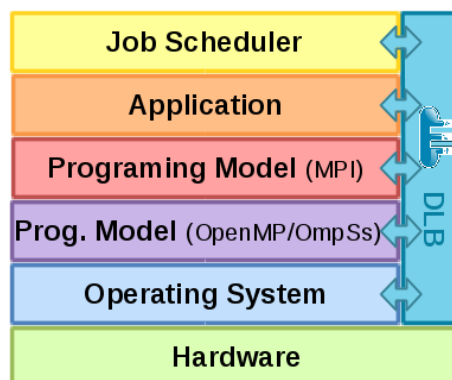 Job Scheduler
Application
Programing Model (MPI)
Prog. Model (OpenMP/OmpSs)
Operating System
Hardware
DLB